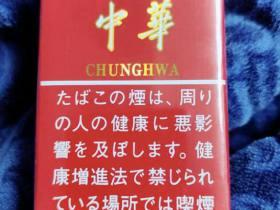 中華
CHUNGHWA
たばこの煙は、周り
の人の健康に悪影
響を及ぼします。健
康増進法で禁じられ
ている場所では喫煙